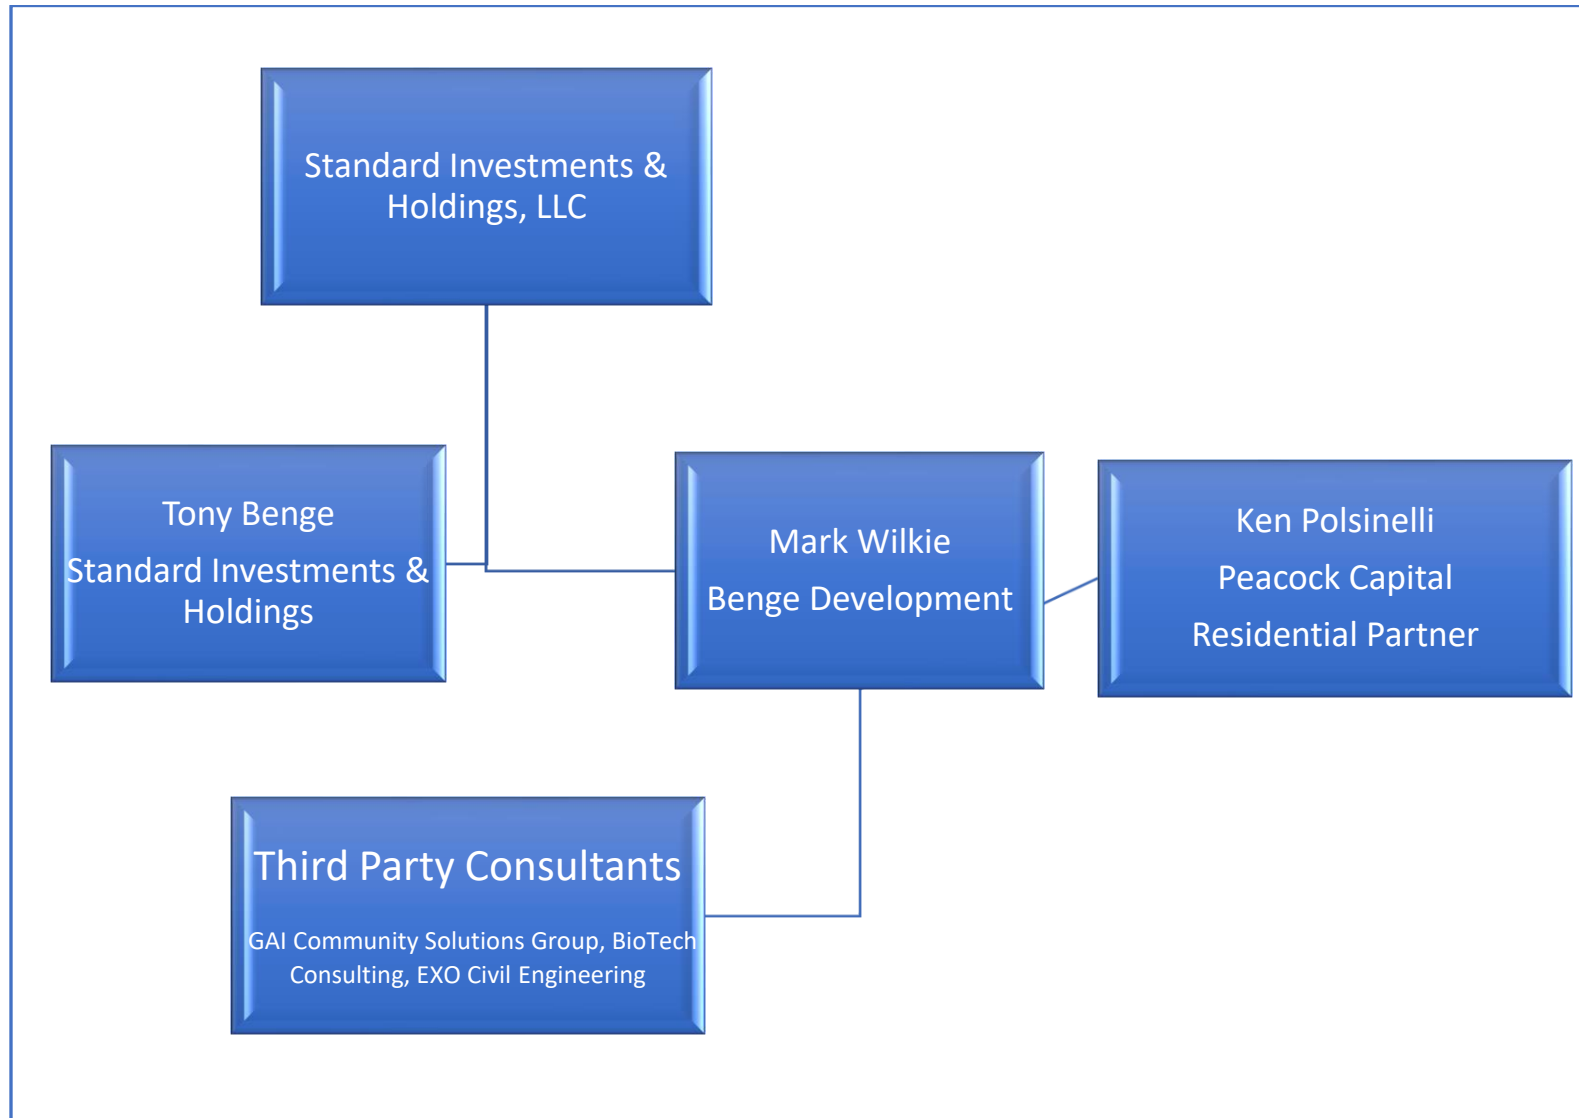 Standard Investments &
Holdings, LLC
Tony Benge
Standard Investments &
Holdings
Mark Wilkie
Benge Development
Ken Polsinelli
Peacock Capital
Residential Partner
Third Party Consultants
GAI Community Solutions Group, BioTech
Consulting, EXO Civil Engineering